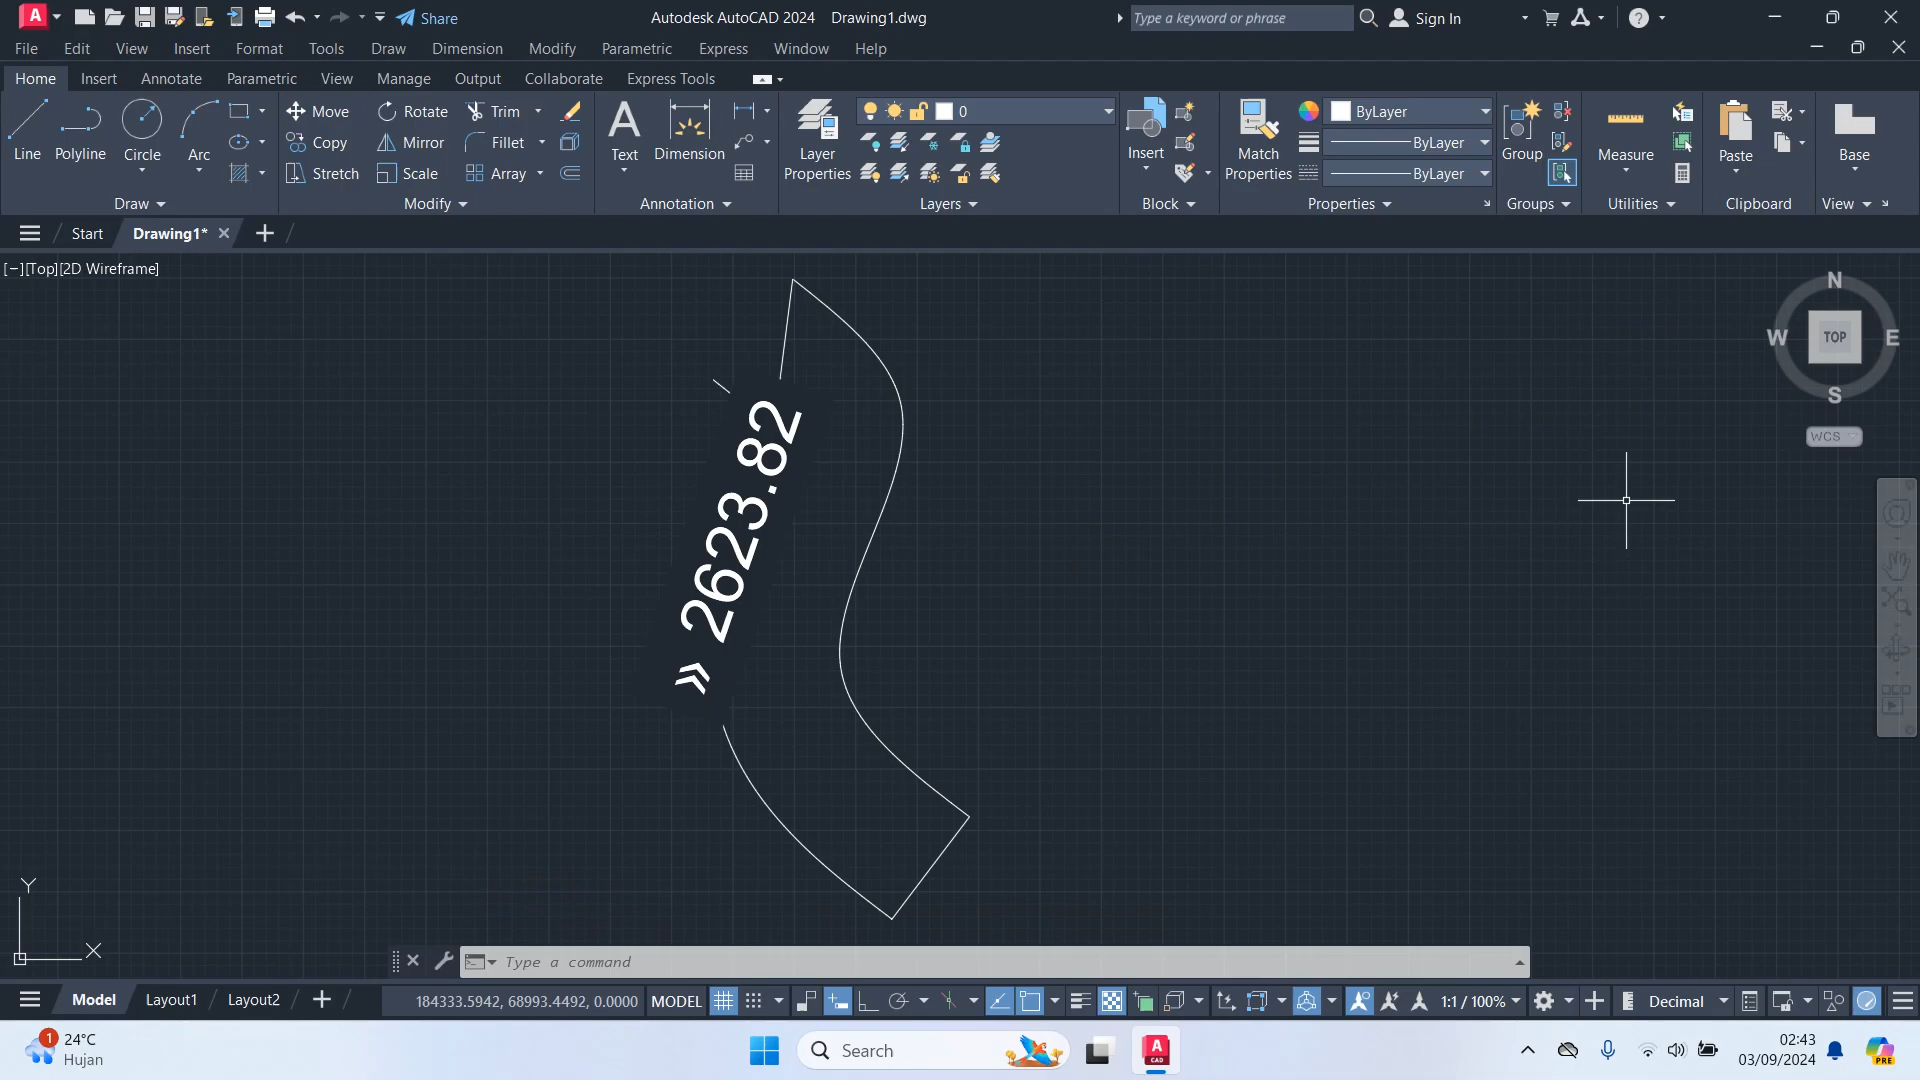 A
CAD
Share
Autodesk AutoCAD 2024
Drawing1.dwg
Type a keyword or phrase
Sign In
File Edit View Insert Format Tools Draw Dimension Modify Parametric Express Window Help
Home Insert Annotate Parametric View Manage Output Collaborate Express Tools
Line
Polyline
Circle
Arc
Draw
Move
Copy
Stretch
Rotate
Mirror
Scale
Trim
Fillet
Array
Modify
A
Text
Dimension
Annotation
Layer
Properties
0
Layers
Insert
Block
Match
Properties
ByLayer
ByLayer
ByLayer
Properties
Group
Groups
Measure
Utilities
Paste
Clipboard
Base
View
Start
Drawing1*
[−][Top][2D Wireframe]
» 2623.82
N
W
TOP
E
S
WCS
Y
X
Type a command
Model
Layout1
Layout2
184333.5942, 68993.4492, 0.0000
MODEL
1:1 / 100%
Decimal
1
24°C
Hujan
Search
A
CAD
02:43
03/09/2024
PRE